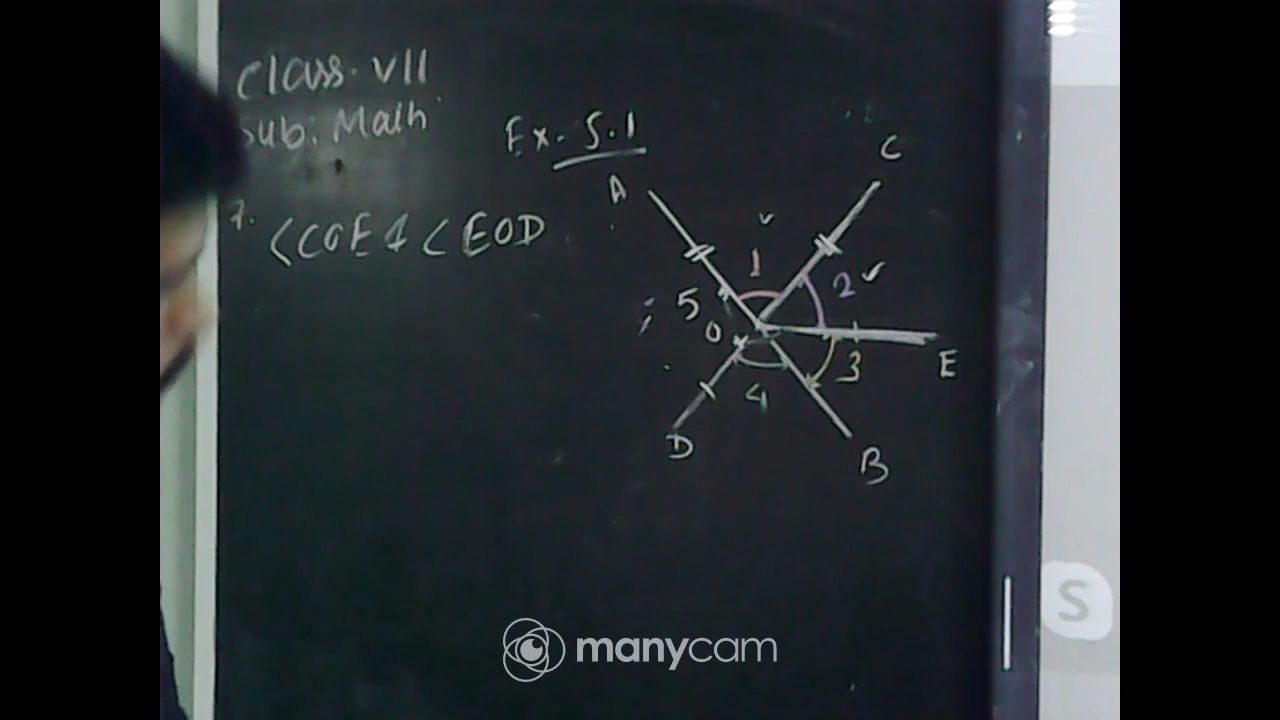 Class. VII
Sub: Math
Ex. 5.1
C
A
7.
<COE & <EOD
1
2
5
O
3
E
4
D
B
S
manycam